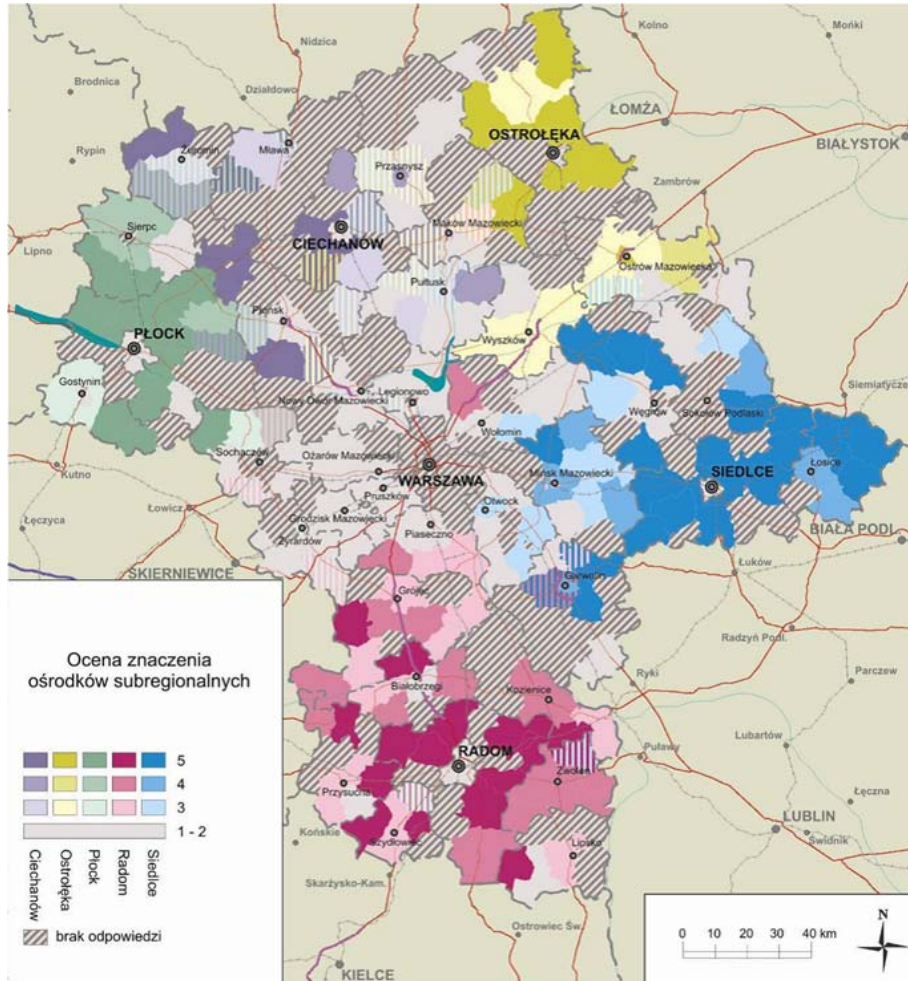 Nidzica
Kolno
Mońki
Brodnica
Działdowo
ŁOMŻA
OSTROŁĘKA
BIAŁYSTOK
Rypin
Żuromin
Mława
Przasnysz
Zambrów
Sierpc
CIECHANÓW
Maków Mazowiecki
Lipno
Ostrów Mazowiecka
Pułtusk
Płońsk
PŁOCK
Wyszków
Siemiatycze
Gostynin
Nowy Dwór Mazowiecki
Legionowo
Węgrów
Sokołów Podlaski
Wołomin
Sochaczew
Ożarów Mazowiecki
WARSZAWA
Mińsk Mazowiecki
SIEDLCE
Łosice
Kutno
Pruszków
Otwock
Łowicz
Grodzisk Mazowiecki
Łęczyca
Żyrardów
Piaseczno
BIAŁA PODL.
SKIERNIEWICE
Łuków
Garwolin
Grójec
Radzyń Podl.
Ryki
Parczew
Białobrzegi
Kozienice
Lubartów
Puławy
RADOM
Zwoleń
Przysucha
Łęczna
LUBLIN
Świdnik
Końskie
Szydłowiec
Lipsko
Skarżysko-Kam.
Ostrowiec Św.
KIELCE
Ocena znaczenia
ośrodków subregionalnych
5
4
3
1 - 2
Ciechanów
Ostrołęka
Płock
Radom
Siedlce
brak odpowiedzi
N
0 10 20 30 40 km